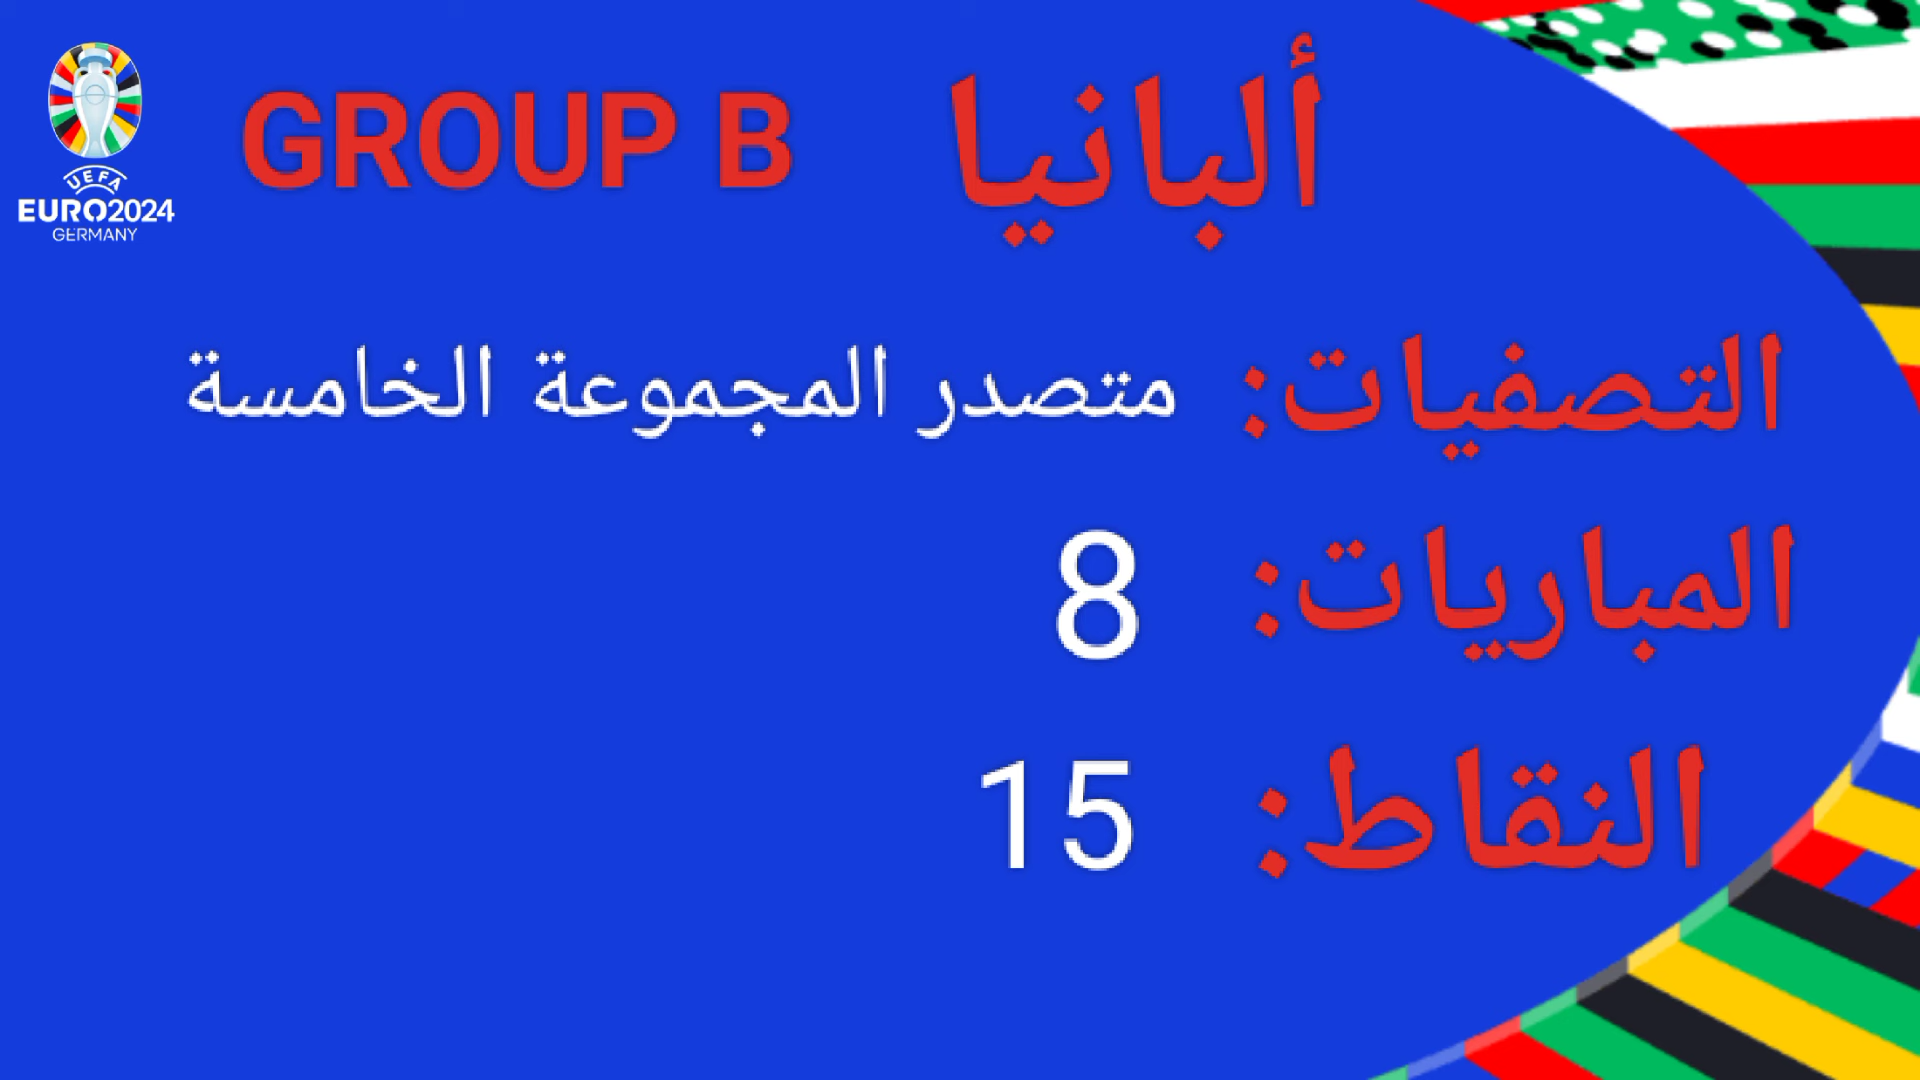 ألبانيا GROUP B
UEFA
EURO2024
GERMANY
التصفيات: متصدر المجموعة الخامسة
المباريات: 8
النقاط: 15